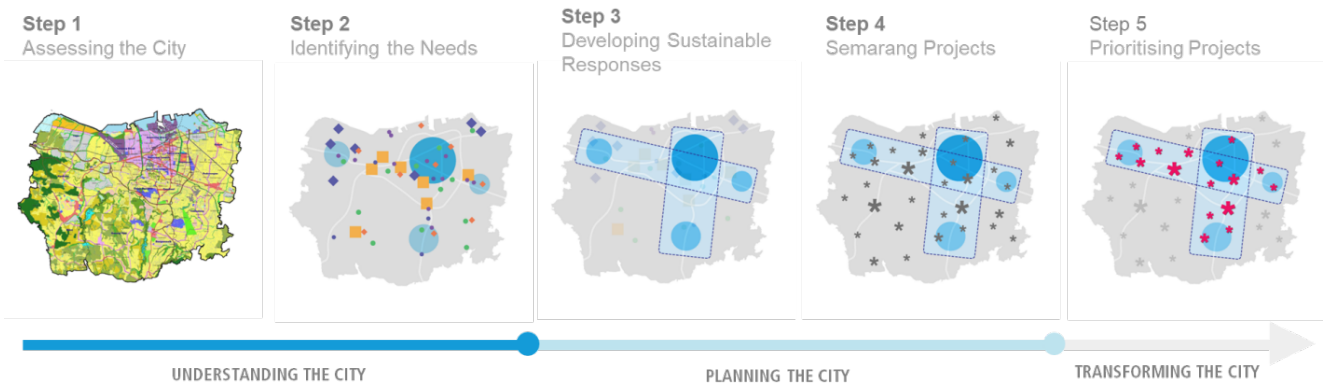 Step 1
Assessing the City
Step 2
Identifying the Needs
Step 3
Developing Sustainable
Responses
Step 4
Semarang Projects
Step 5
Prioritising Projects
UNDERSTANDING THE CITY
PLANNING THE CITY
TRANSFORMING THE CITY